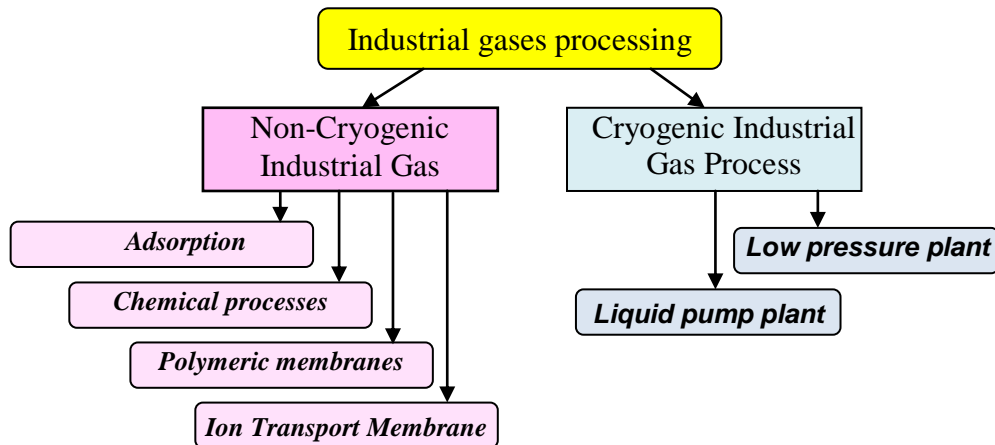 Industrial gases processing
Non-Cryogenic
Industrial Gas
Cryogenic Industrial
Gas Process
Adsorption
Chemical processes
Polymeric membranes
Ion Transport Membrane
Low pressure plant
Liquid pump plant